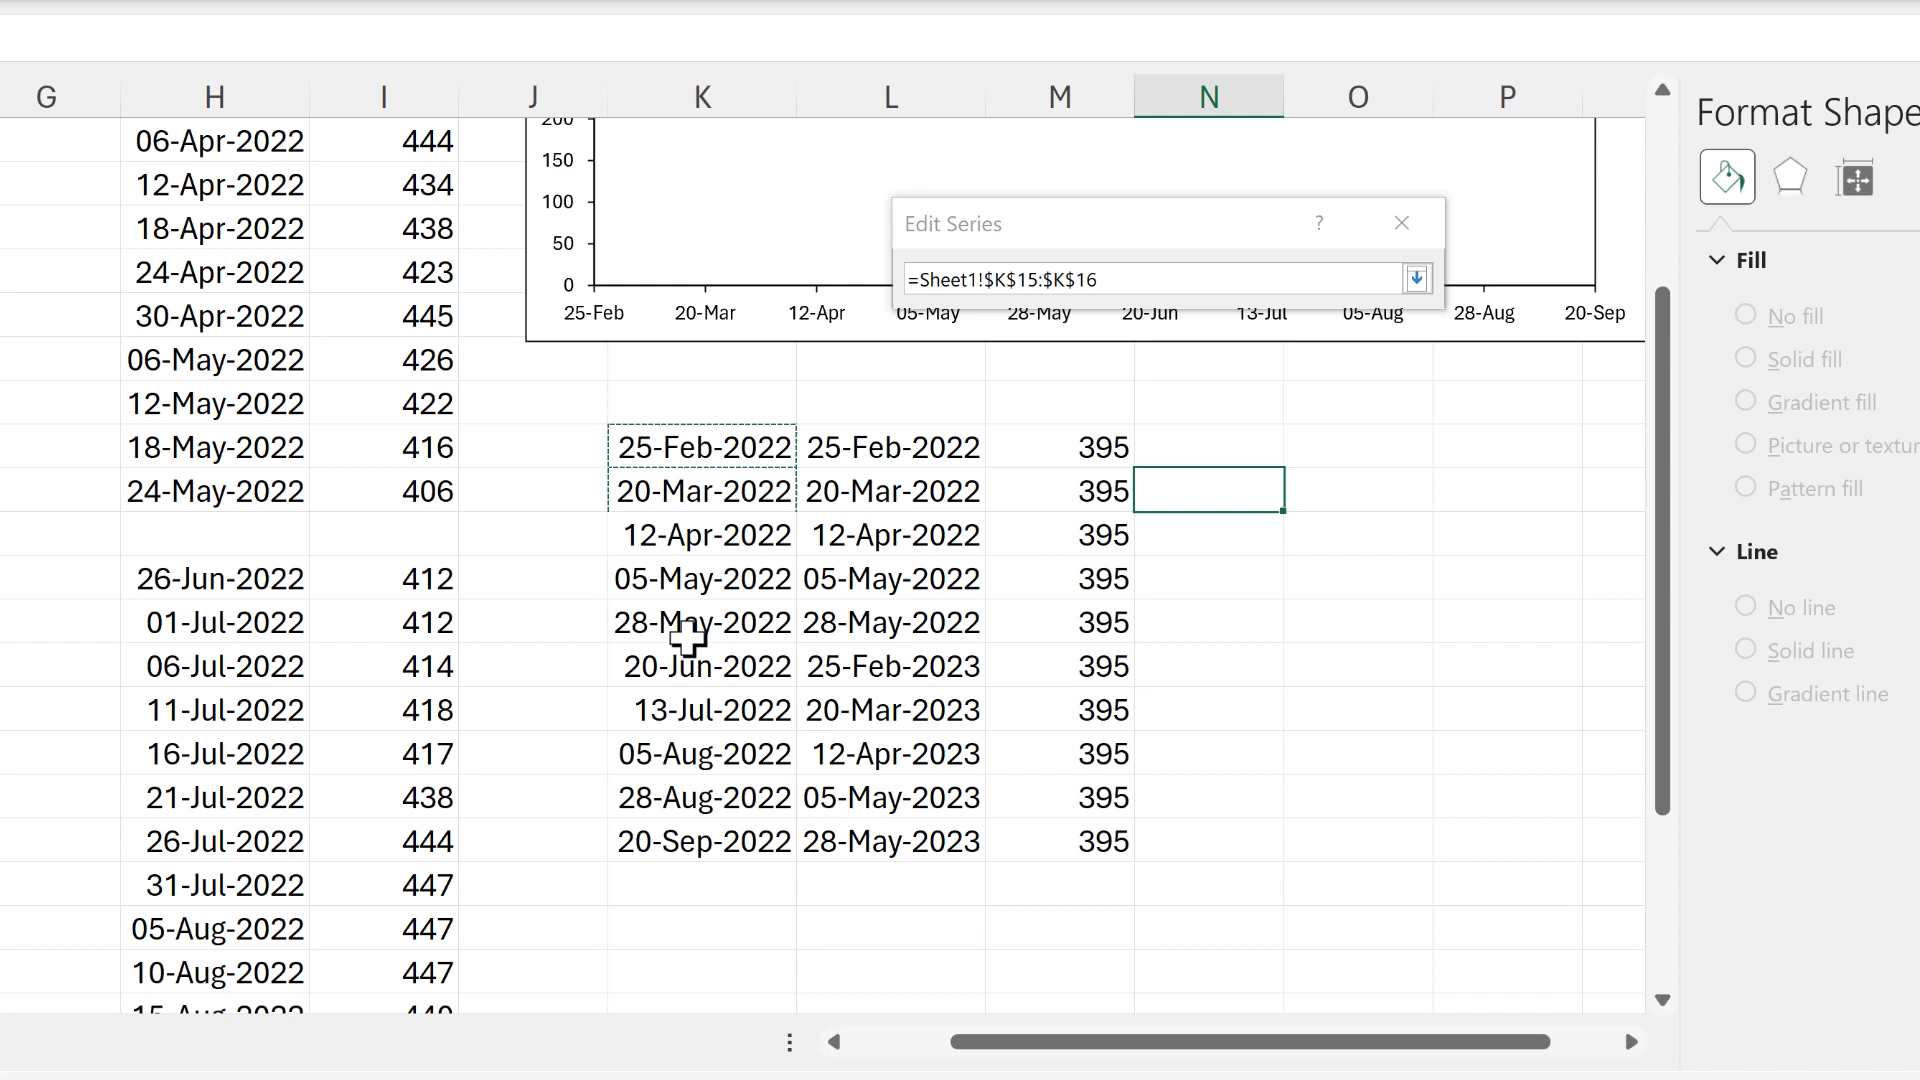 G H I J K L M N O P
06-Apr-2022 444
12-Apr-2022 434
18-Apr-2022 438
24-Apr-2022 423
30-Apr-2022 445
06-May-2022 426
12-May-2022 422
18-May-2022 416
24-May-2022 406
26-Jun-2022 412
01-Jul-2022 412
06-Jul-2022 414
11-Jul-2022 418
16-Jul-2022 417
21-Jul-2022 438
26-Jul-2022 444
31-Jul-2022 447
05-Aug-2022 447
10-Aug-2022 447
15-Aug-2022 440
200
150
100
50
0
25-Feb 20-Mar 12-Apr 05-May 28-May 20-Jun 13-Jul 05-Aug 28-Aug 20-Sep
Edit Series ?
=Sheet1!$K$15:$K$16
25-Feb-2022 25-Feb-2022 395
20-Mar-2022 20-Mar-2022 395
12-Apr-2022 12-Apr-2022 395
05-May-2022 05-May-2022 395
28-May-2022 28-May-2022 395
20-Jun-2022 25-Feb-2023 395
13-Jul-2022 20-Mar-2023 395
05-Aug-2022 12-Apr-2023 395
28-Aug-2022 05-May-2023 395
20-Sep-2022 28-May-2023 395
Format Shape
Fill
No fill
Solid fill
Gradient fill
Picture or textur
Pattern fill
Line
No line
Solid line
Gradient line